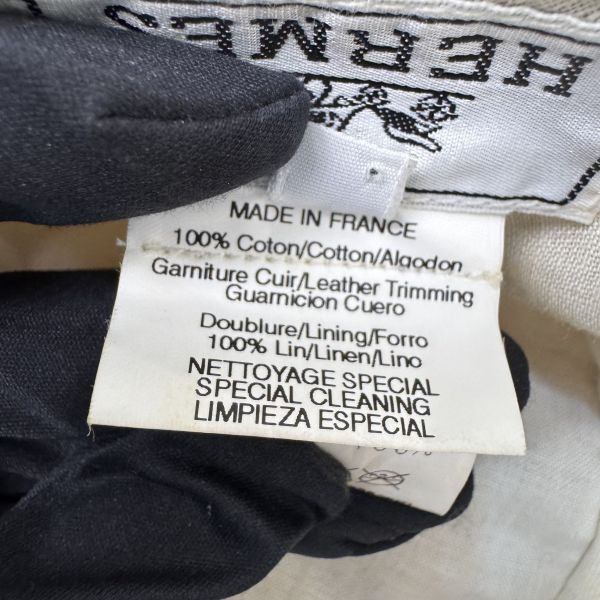 HERMES
MADE IN FRANCE
100% Coton/Cotton/Algodon
Garniture Cuir/Leather Trimming
Guarnicion Cuero
Doublure/Lining/Forro
100% Lin/Linen/Lino
NETTOYAGE SPECIAL
SPECIAL CLEANING
LIMPIEZA ESPECIAL